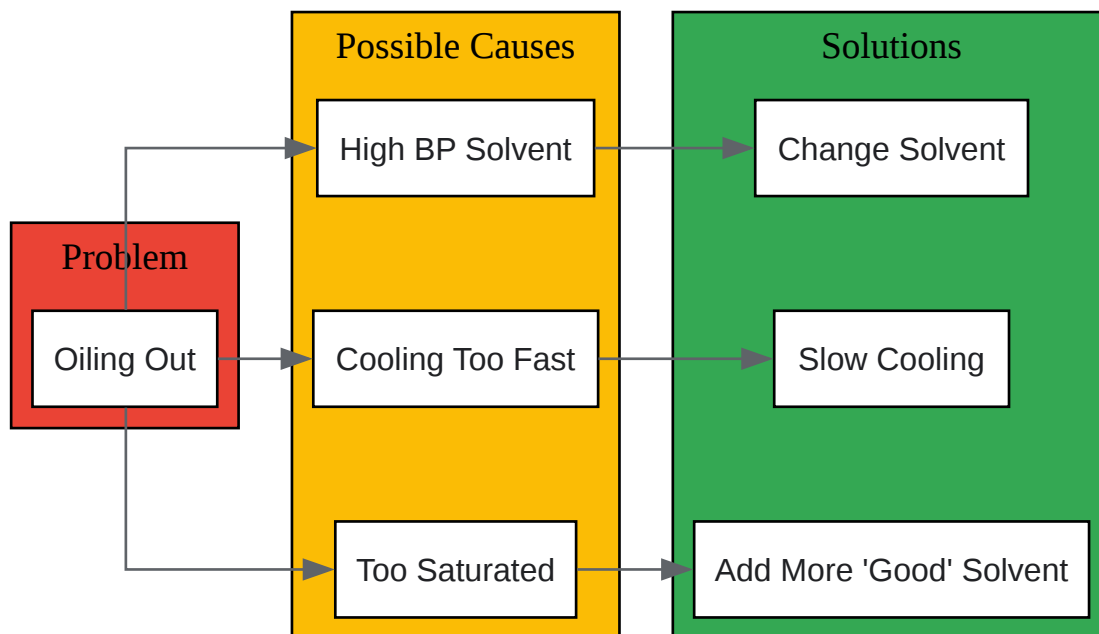 Possible Causes
Solutions
High BP Solvent
Change Solvent
Problem
Oiling Out
Cooling Too Fast
Slow Cooling
Too Saturated
Add More 'Good' Solvent